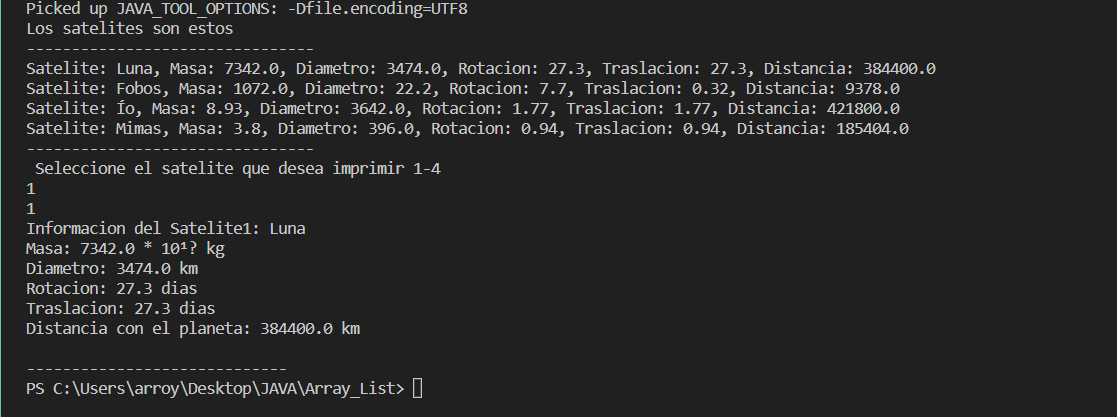 Picked up JAVA_TOOL_OPTIONS: -Dfile.encoding=UTF8
Los satelites son estos
--------------------------------
Satelite: Luna, Masa: 7342.0, Diametro: 3474.0, Rotacion: 27.3, Traslacion: 27.3, Distancia: 384400.0
Satelite: Fobos, Masa: 1072.0, Diametro: 22.2, Rotacion: 7.7, Traslacion: 0.32, Distancia: 9378.0
Satelite: Ío, Masa: 8.93, Diametro: 3642.0, Rotacion: 1.77, Traslacion: 1.77, Distancia: 421800.0
Satelite: Mimas, Masa: 3.8, Diametro: 396.0, Rotacion: 0.94, Traslacion: 0.94, Distancia: 185404.0
--------------------------------
 Seleccione el satelite que desea imprimir 1-4
1
1
Informacion del Satelite1: Luna
Masa: 7342.0 * 10¹? kg
Diametro: 3474.0 km
Rotacion: 27.3 dias
Traslacion: 27.3 dias
Distancia con el planeta: 384400.0 km
-----------------------------
PS C:\Users\arroy\Desktop\JAVA\Array_List>